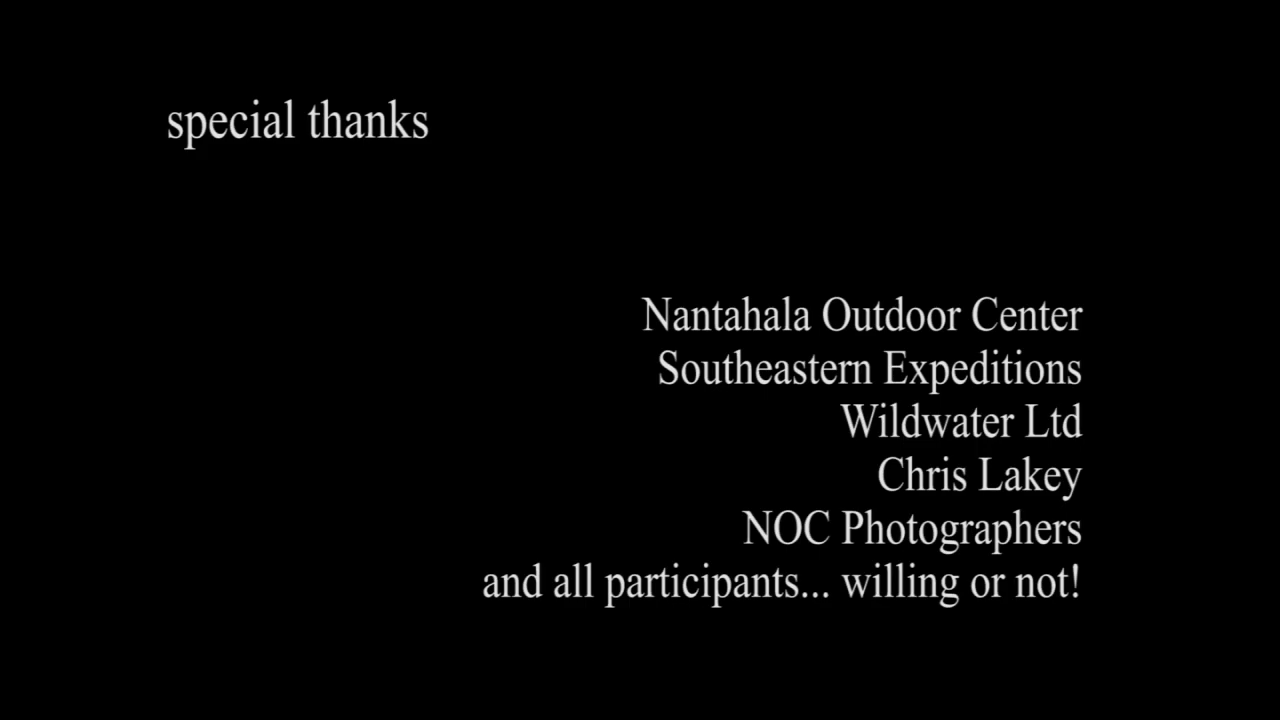 special thanks
Nantahala Outdoor Center
Southeastern Expeditions
Wildwater Ltd
Chris Lakey
NOC Photographers
and all participants... willing or not!